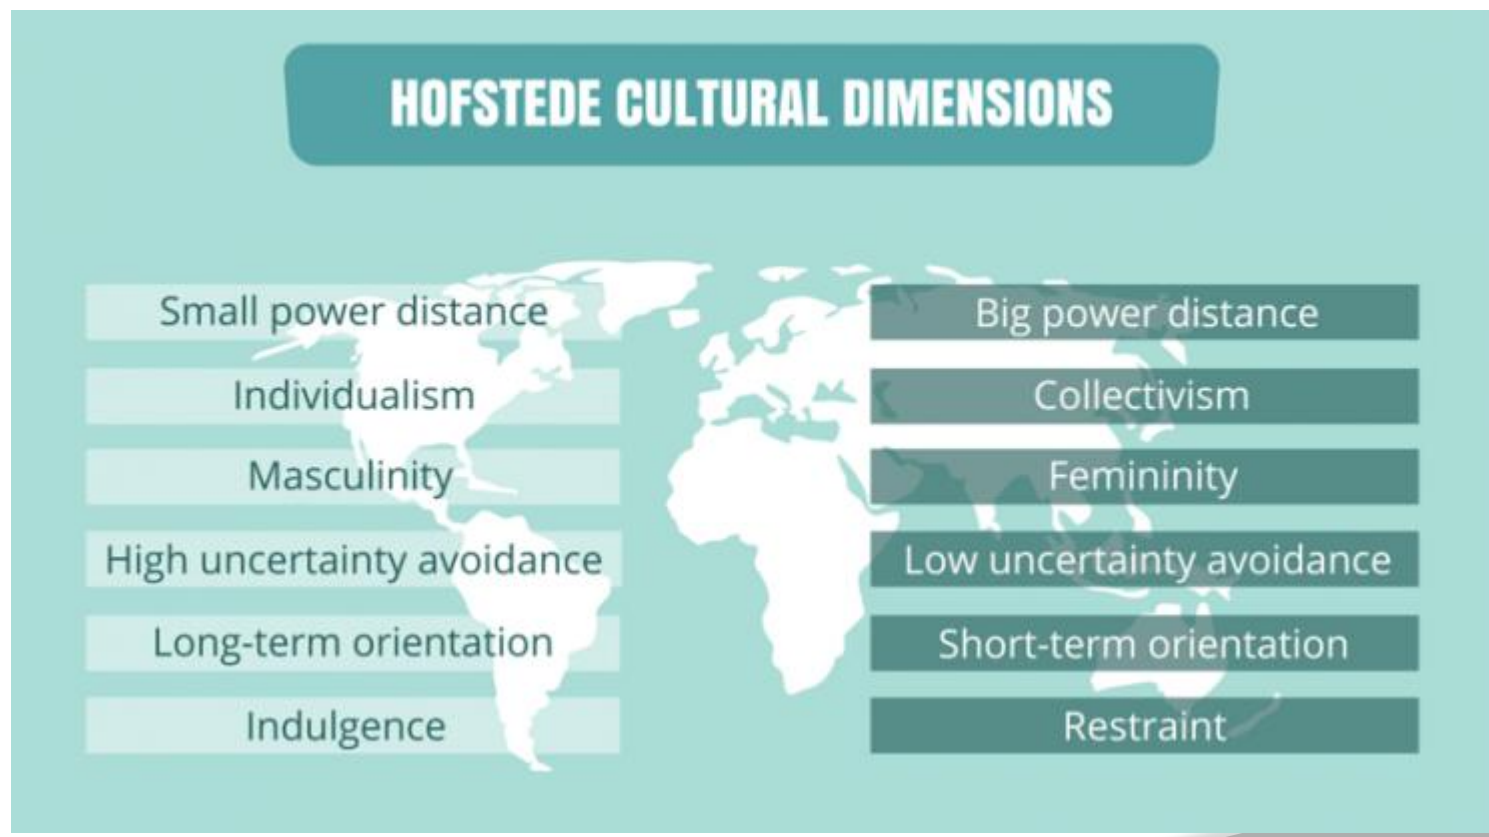 HOFSTEDE CULTURAL DIMENSIONS
Small power distance
Big power distance
Individualism
Collectivism
Masculinity
Femininity
High uncertainty avoidance
Low uncertainty avoidance
Long-term orientation
Short-term orientation
Indulgence
Restraint